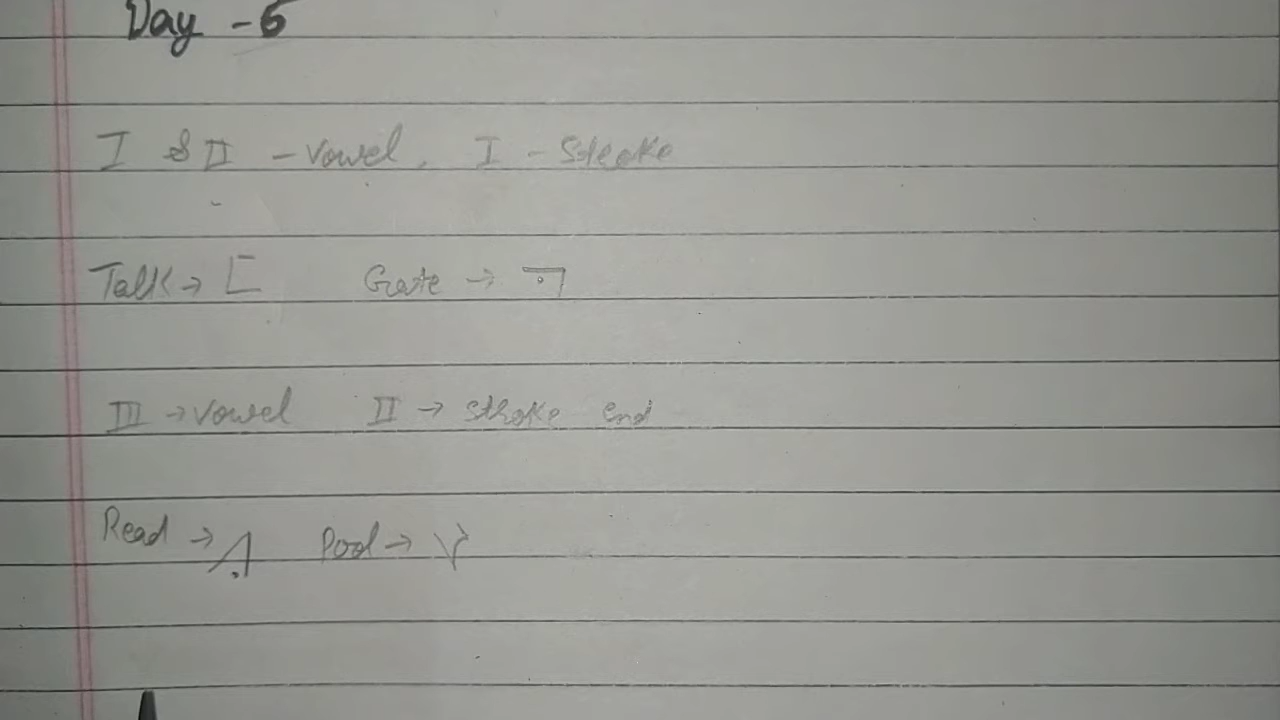 Day - 6
I & II - vowel, I - Stroke
Talk →    Gate →
III → vowel    II → stroke end
Read →    Pool →